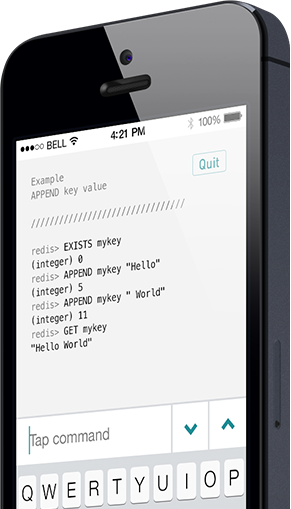 BELL 4:21 PM 100%
Quit
Example
APPEND key value
////////////////////////////////
redis> EXISTS mykey
(integer) 0
redis> APPEND mykey "Hello"
(integer) 5
redis> APPEND mykey " World"
(integer) 11
redis> GET mykey
"Hello World"
Tap command
Q W E R T Y U I O P